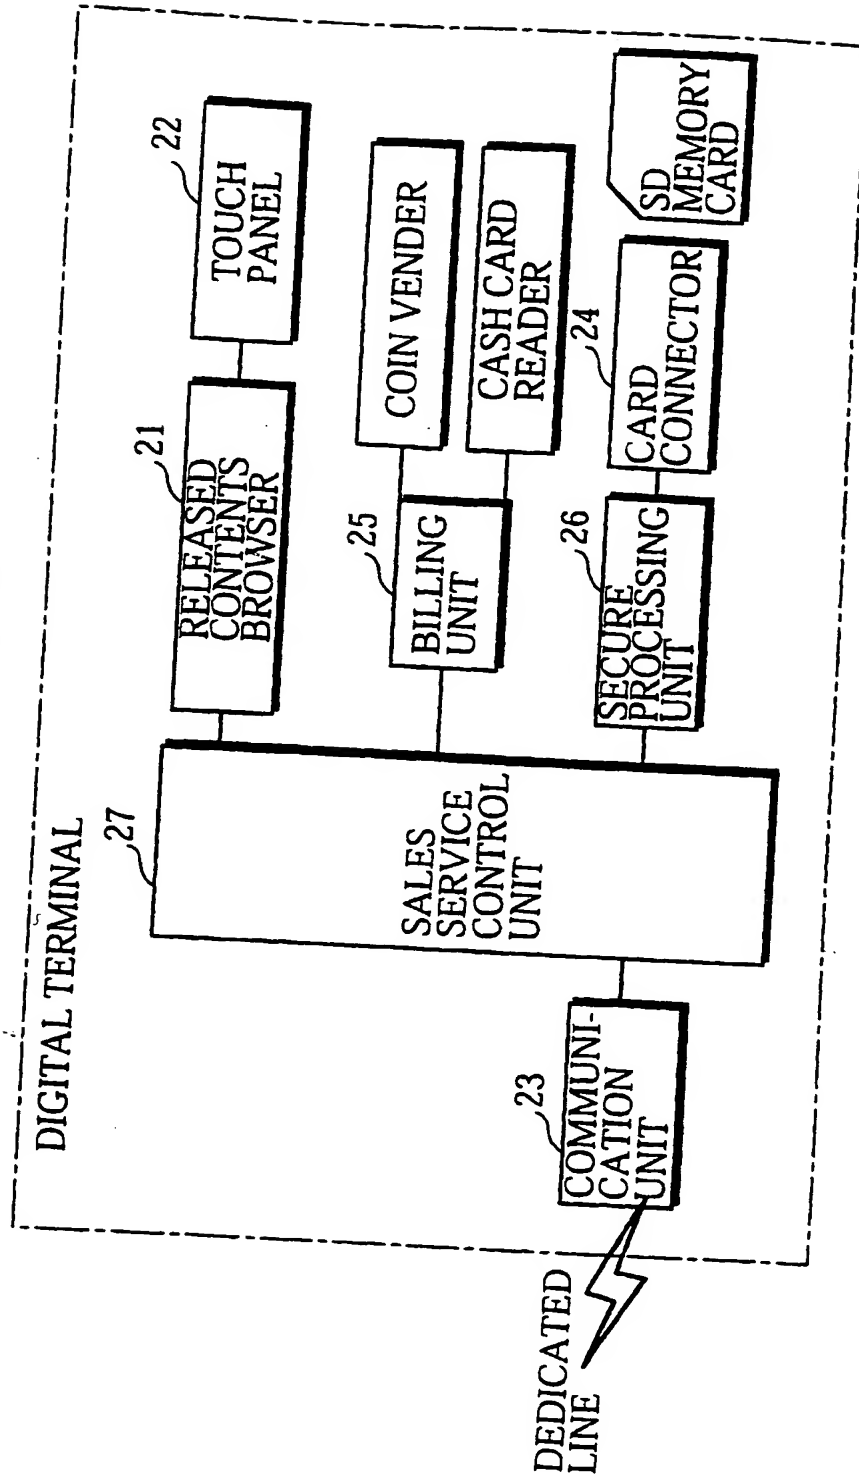 DIGITAL TERMINAL
27
SALES
SERVICE
CONTROL
UNIT
21
RELEASED
CONTENTS
BROWSER
22
TOUCH
PANEL
25
BILLING
UNIT
COIN VENDER
CASH CARD
READER
26
SECURE
PROCESSING
UNIT
24
CARD
CONNECTOR
SD
MEMORY
CARD
23
COMMUNI-
CATION
UNIT
DEDICATED
LINE